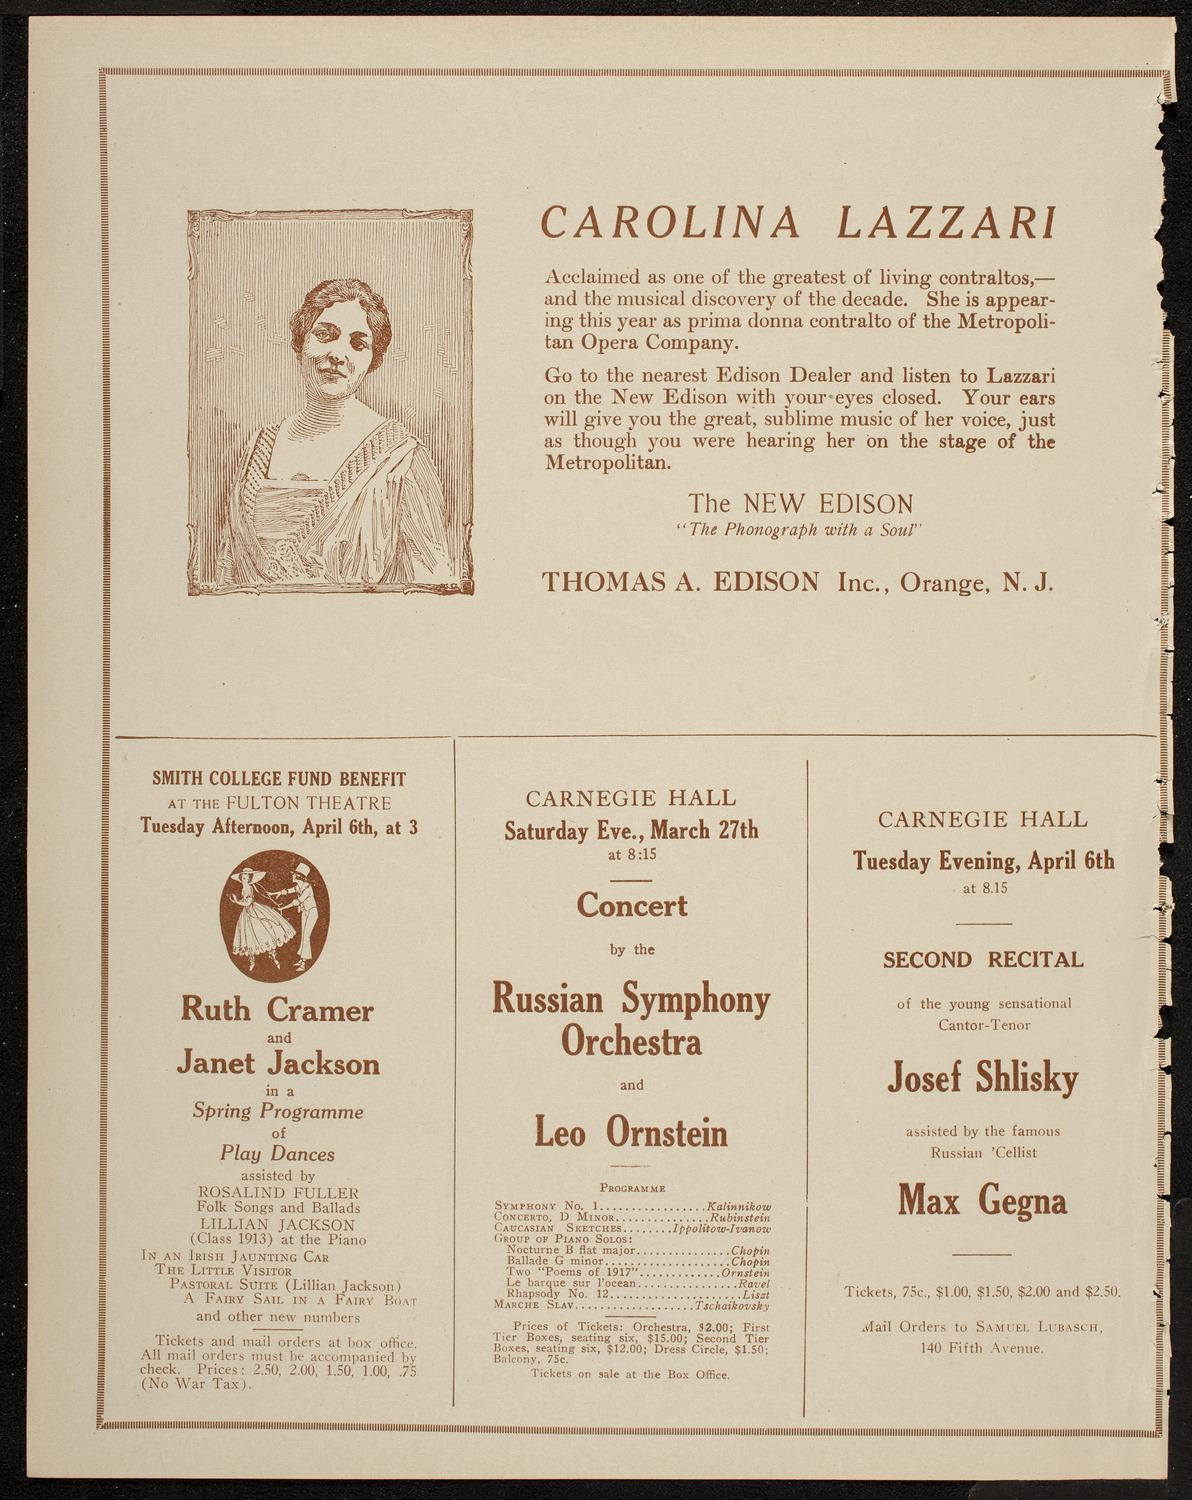 CAROLINA LAZZARI
Acclaimed as one of the greatest of living contraltos,—
and the musical discovery of the decade. She is appear-
ing this year as prima donna contralto of the Metropoli-
tan Opera Company.
Go to the nearest Edison Dealer and listen to Lazzari
on the New Edison with your eyes closed. Your ears
will give you the great, sublime music of her voice, just
as though you were hearing her on the stage of the
Metropolitan.
The NEW EDISON
"The Phonograph with a Soul"
THOMAS A. EDISON Inc., Orange, N. J.
SMITH COLLEGE FUND BENEFIT
AT THE FULTON THEATRE
Tuesday Afternoon, April 6th, at 3
Ruth Cramer
and
Janet Jackson
in a
Spring Programme
of
Play Dances
assisted by
ROSALIND FULLER
Folk Songs and Ballads
LILLIAN JACKSON
(Class 1913) at the Piano
IN AN IRISH JAUNTING CAR
THE LITTLE VISITOR
PASTORAL SUITE (Lillian Jackson)
A FAIRY SAIL IN A FAIRY BOAT
and other new numbers
Tickets and mail orders at box office.
All mail orders must be accompanied by
check. Prices: 2.50, 2.00, 1.50, 1.00, .75
(No War Tax).
CARNEGIE HALL
Saturday Eve., March 27th
at 8:15
Concert
by the
Russian Symphony
Orchestra
and
Leo Ornstein
PROGRAMME
SYMPHONY NO. 1.................Kalinnikow
CONCERTO, D MINOR...............Rubinstein
CAUCASIAN SKETCHES........Ippolitow-Ivanow
GROUP OF PIANO SOLOS:
Nocturne B flat major...............Chopin
Ballade G minor....................Chopin
Two "Poems of 1917".............Ornstein
Le barque sur l'ocean.................Ravel
Rhapsody No. 12.....................Liszt
MARCHE SLAV...................Tschaikovsky
Prices of Tickets: Orchestra, $2.00; First
Tier Boxes, seating six, $15.00; Second Tier
Boxes, seating six, $12.00; Dress Circle, $1.50;
Balcony, 75c.
Tickets on sale at the Box Office.
CARNEGIE HALL
Tuesday Evening, April 6th
at 8.15
SECOND RECITAL
of the young sensational
Cantor-Tenor
Josef Shlisky
assisted by the famous
Russian 'Cellist
Max Gegna
Tickets, 75c., $1.00, $1.50, $2.00 and $2.50.
Mail Orders to SAMUEL LUBASCH,
140 Fifth Avenue.